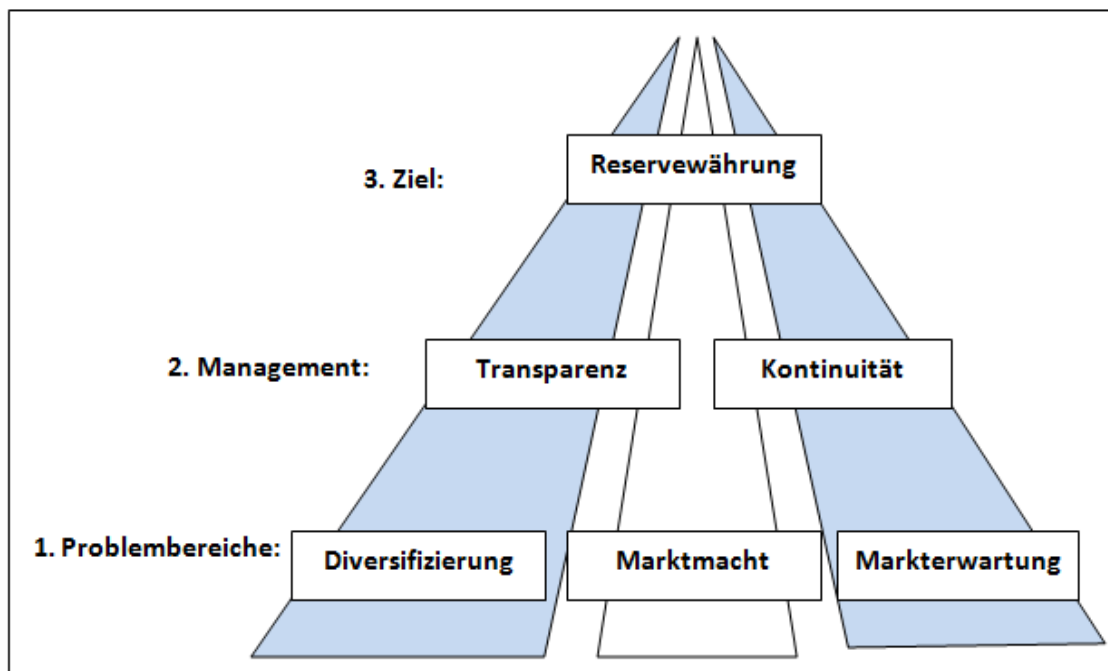 3. Ziel: Reservewährung
2. Management: Transparenz Kontinuität
1. Problembereiche: Diversifizierung Marktmacht Markterwartung